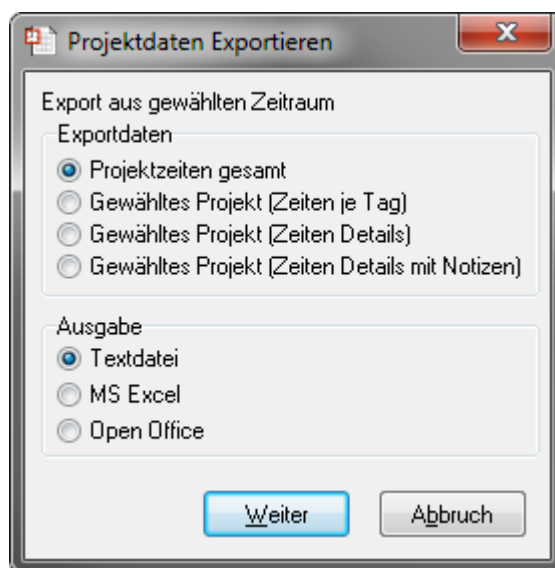 Projektdaten Exportieren
Export aus gewählten Zeitraum
Exportdaten
Projektzeiten gesamt
Gewähltes Projekt (Zeiten je Tag)
Gewähltes Projekt (Zeiten Details)
Gewähltes Projekt (Zeiten Details mit Notizen)
Ausgabe
Textdatei
MS Excel
Open Office
Weiter Abbruch